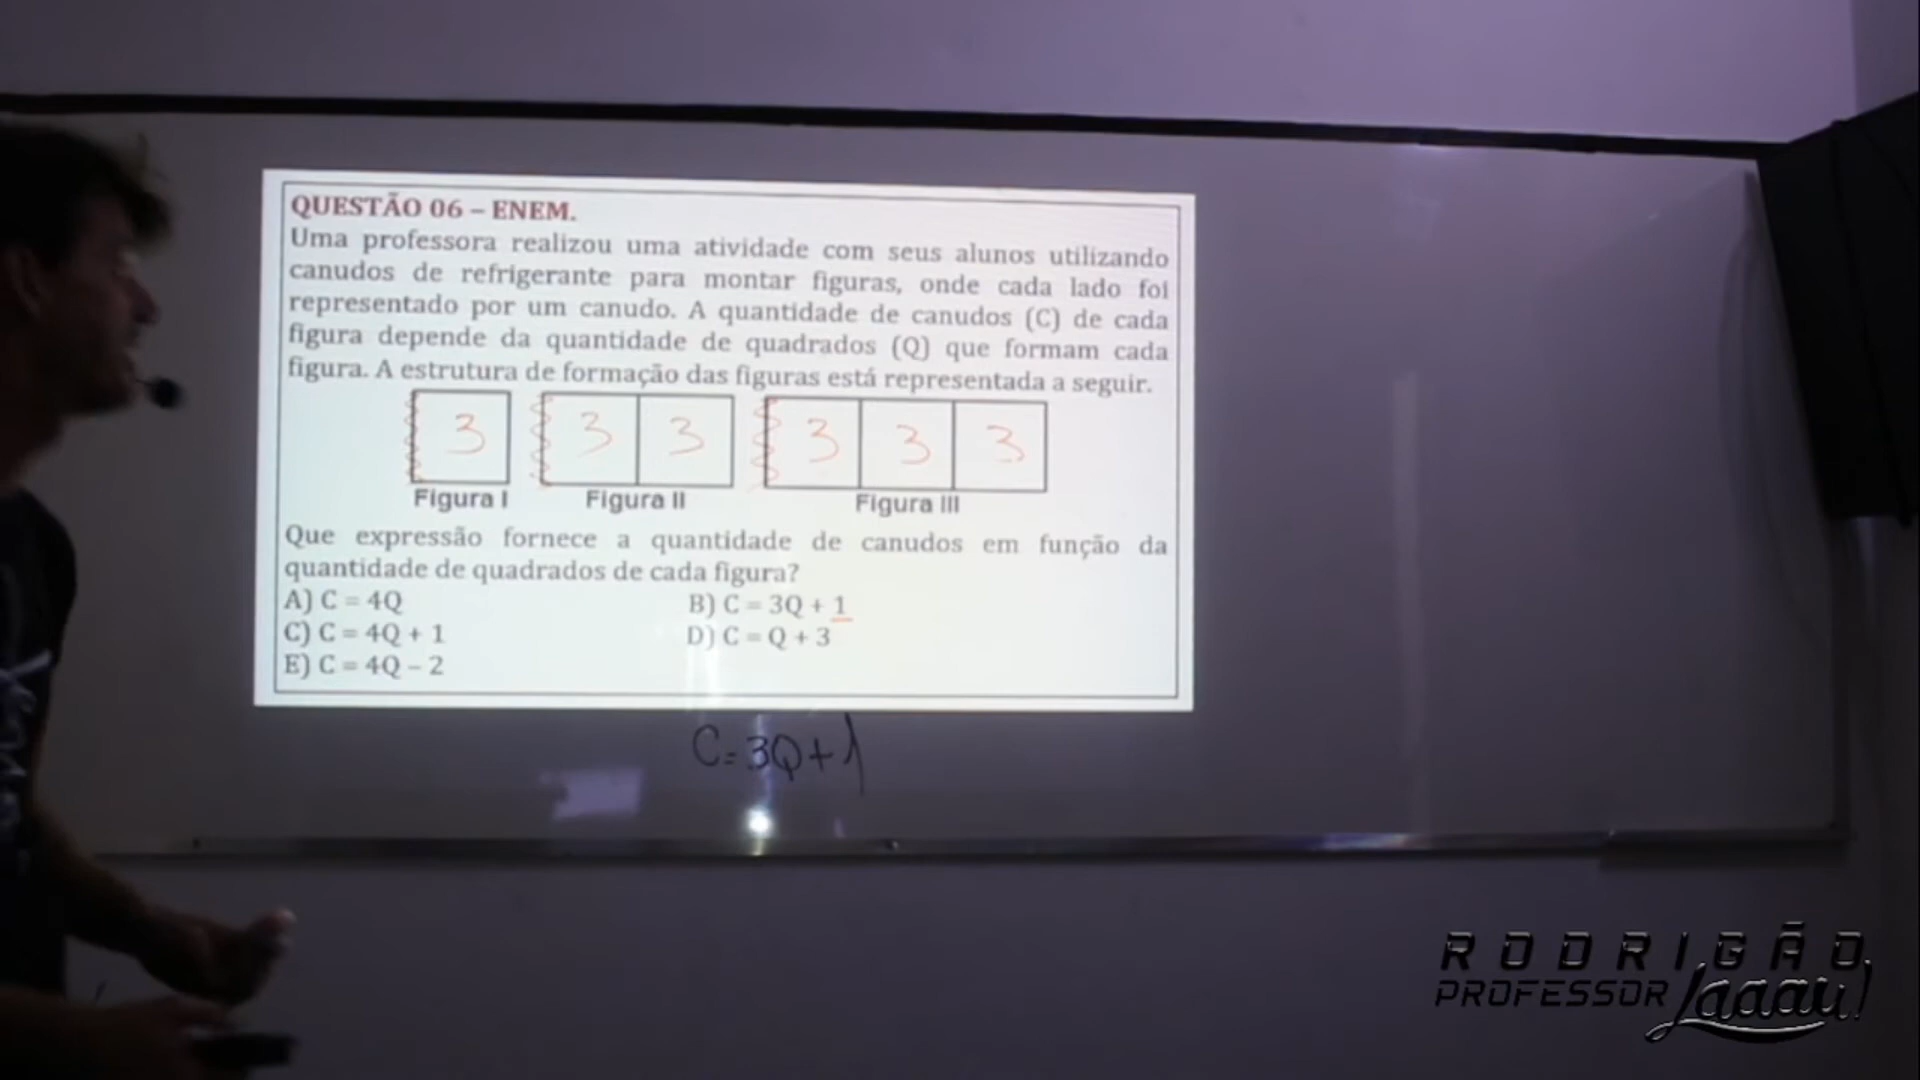 QUESTÃO 06 – ENEM.
Uma professora realizou uma atividade com seus alunos utilizando
canudos de refrigerante para montar figuras, onde cada lado foi
representado por um canudo. A quantidade de canudos (C) de cada
figura depende da quantidade de quadrados (Q) que formam cada
figura. A estrutura de formação das figuras está representada a seguir.
3 3 3 3 3 3
Figura I Figura II Figura III
Que expressão fornece a quantidade de canudos em função da
quantidade de quadrados de cada figura?
A) C = 4Q B) C = 3Q + 1
C) C = 4Q + 1 D) C = Q + 3
E) C = 4Q – 2
C = 3Q + 1
RODRIGÃO
PROFESSOR Laaau!